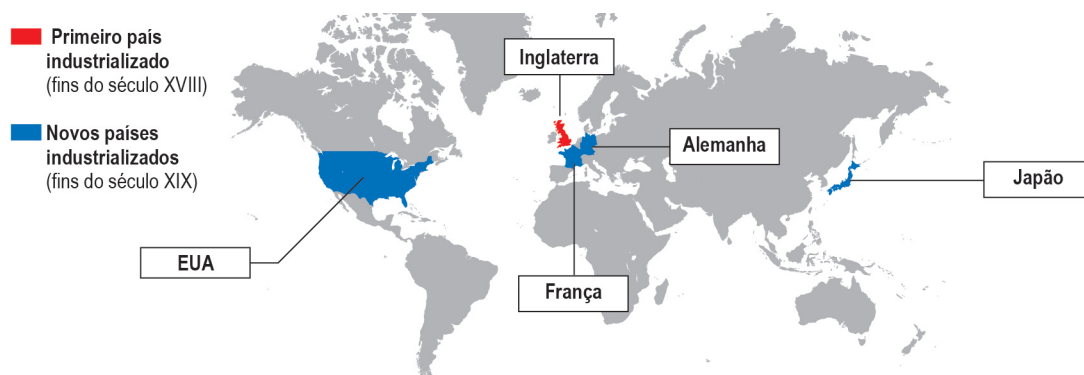 Primeiro país
industrializado
(fins do século XVIII)
Novos países
industrializados
(fins do século XIX)
Inglaterra
Alemanha
Japão
EUA
França